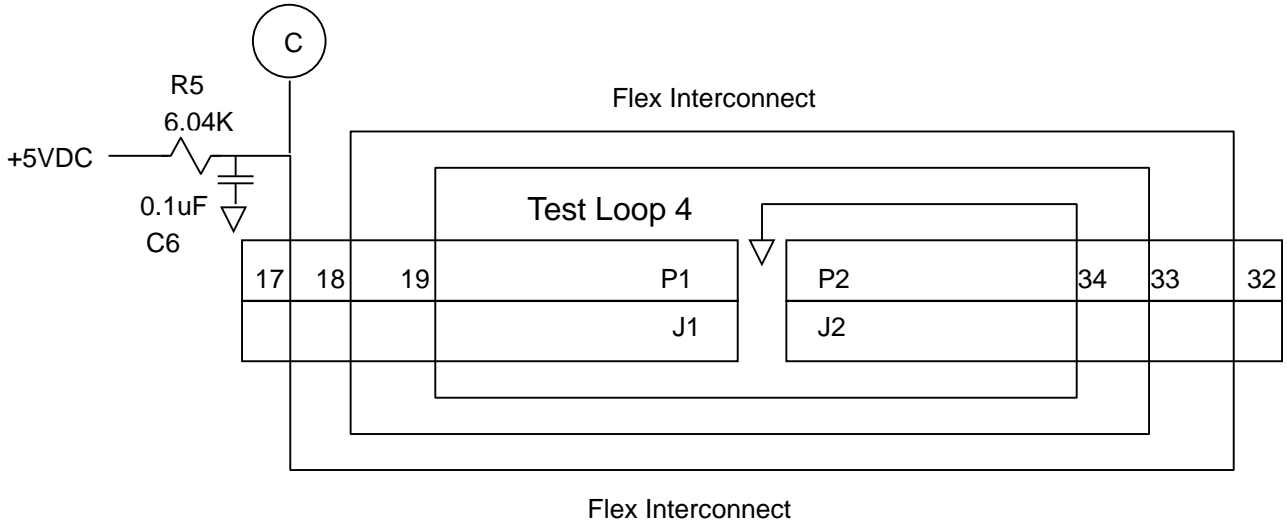 C
R5
6.04K
+5VDC
0.1uF
C6
Flex Interconnect
Test Loop 4
17 18 19 P1 P2 34 33 32
J1 J2
Flex Interconnect